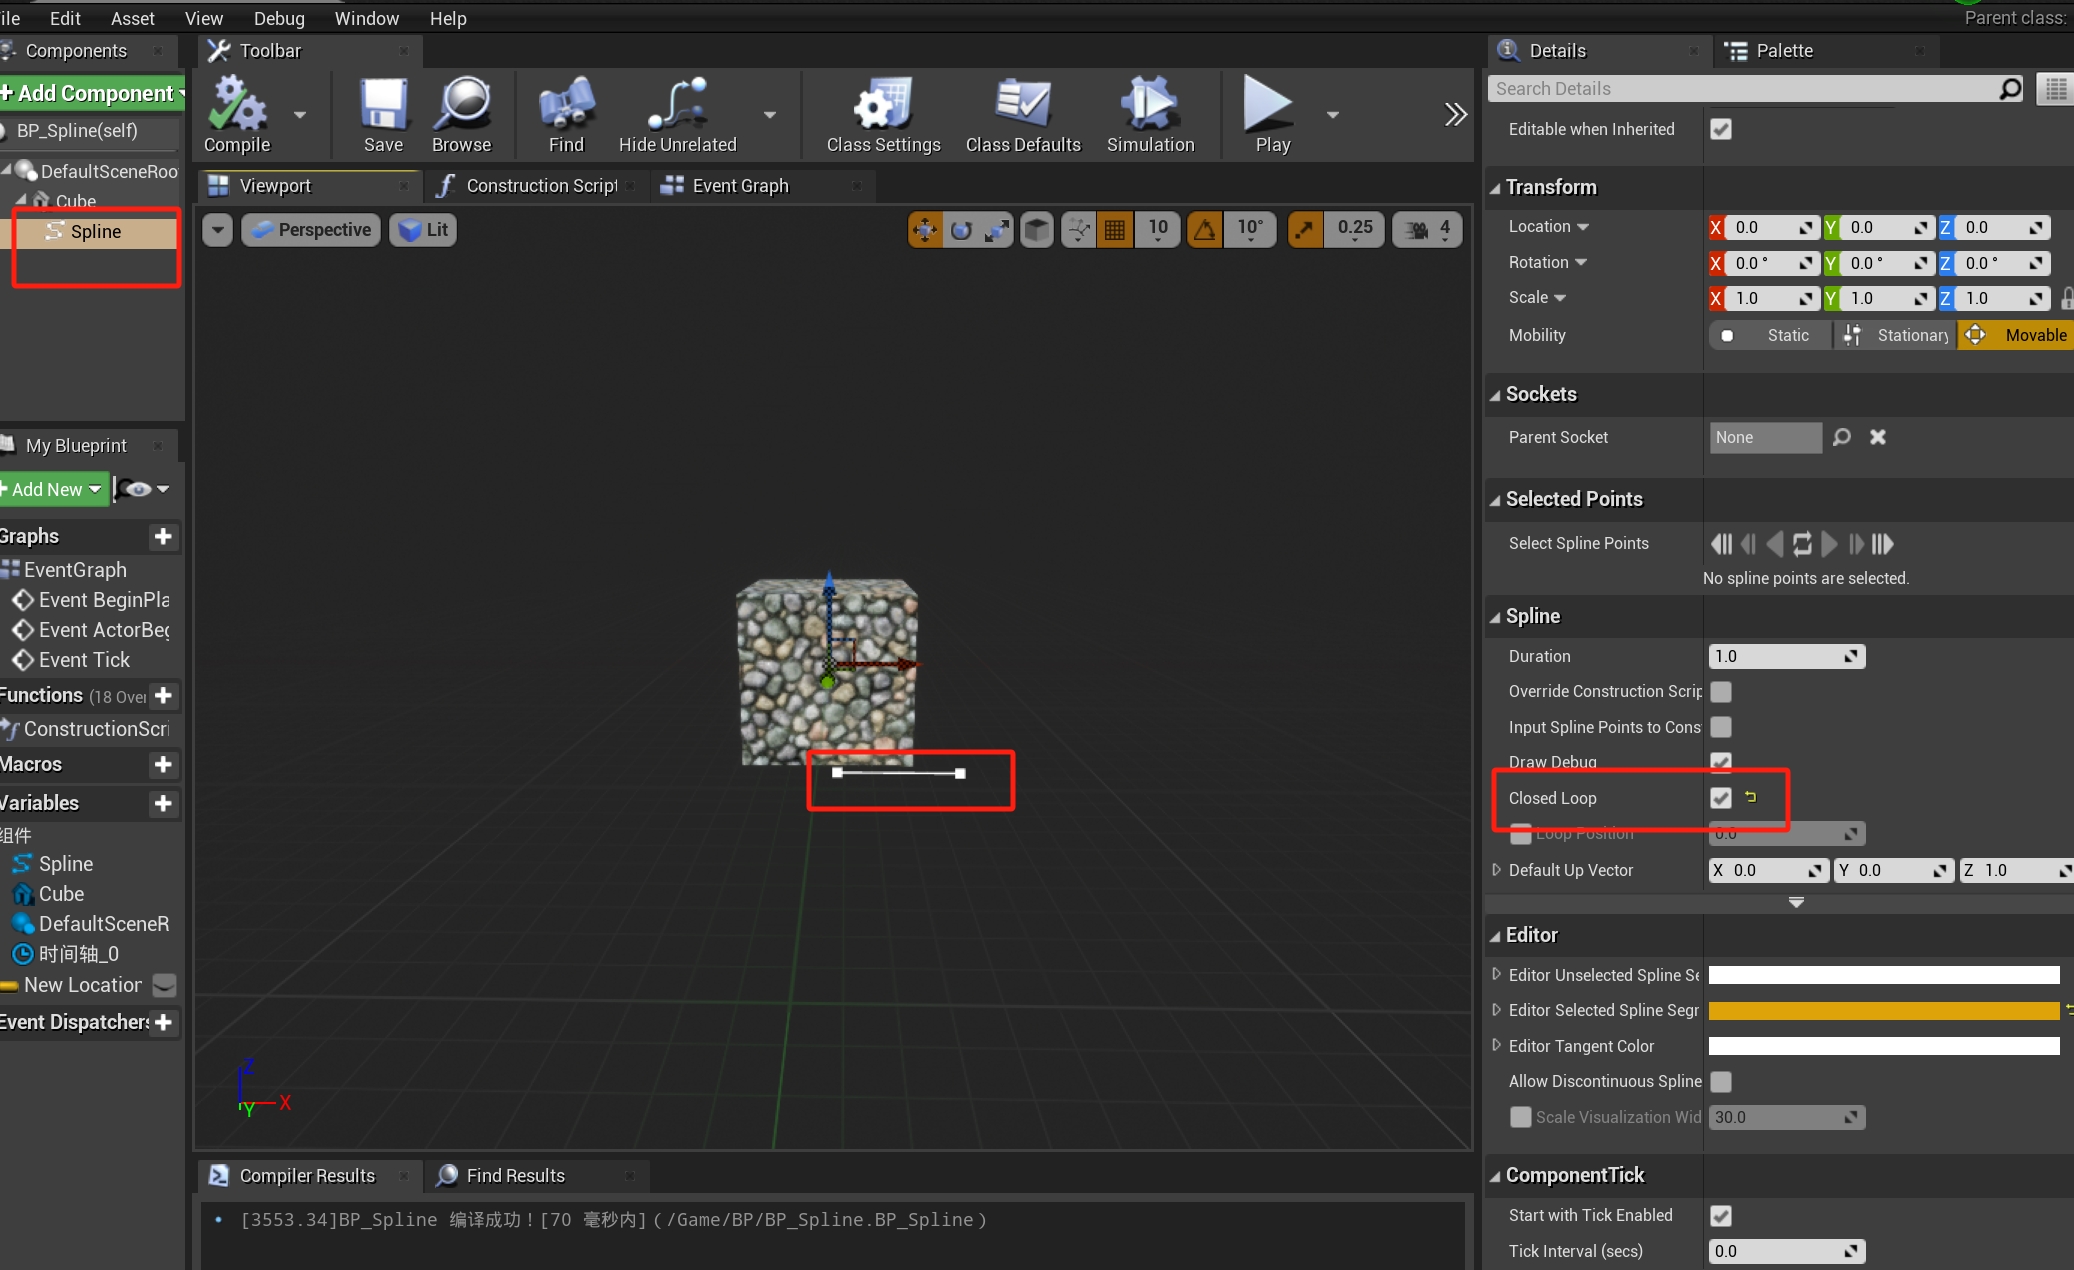 ile Edit Asset View Debug Window Help
Parent class:
Components
Toolbar
Details
Palette
+ Add Component
Compile
Save
Browse
Find
Hide Unrelated
Class Settings
Class Defaults
Simulation
Play
Search Details
BP_Spline(self)
Editable when Inherited
DefaultSceneRoo
Cube
Spline
Viewport
Construction Script
Event Graph
Perspective
Lit
10
10°
0.25
4
Transform
Location
X 0.0 Y 0.0 Z 0.0
Rotation
X 0.0 ° Y 0.0 ° Z 0.0 °
Scale
X 1.0 Y 1.0 Z 1.0
Mobility
Static
Stationary
Movable
Sockets
Parent Socket
None
Selected Points
Select Spline Points
No spline points are selected.
Spline
Duration
1.0
Override Construction Scrip
Input Spline Points to Cons
Draw Debug
Closed Loop
Loop Position
0.0
Default Up Vector
X 0.0 Y 0.0 Z 1.0
Editor
Editor Unselected Spline Se
Editor Selected Spline Segr
Editor Tangent Color
Allow Discontinuous Spline
Scale Visualization Wid
30.0
ComponentTick
Start with Tick Enabled
Tick Interval (secs)
0.0
My Blueprint
+ Add New
Graphs
EventGraph
Event BeginPla
Event ActorBeg
Event Tick
Functions (18 Over
ConstructionScri
Macros
Variables
组件
Spline
Cube
DefaultSceneR
时间轴_0
New Location
Event Dispatchers
Z
Y
X
Compiler Results
Find Results
[3553.34]BP_Spline 编译成功！[70 毫秒内]（/Game/BP/BP_Spline.BP_Spline）